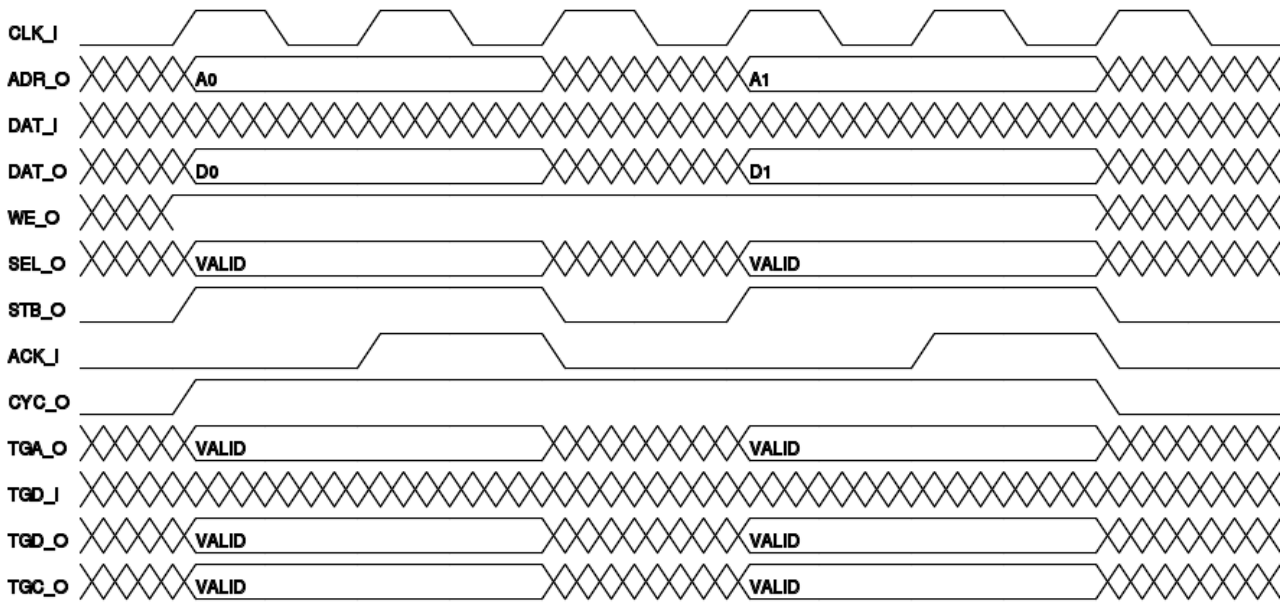 CLK_I
ADR_O A0 A1
DAT_I
DAT_O D0 D1
WE_O
SEL_O VALID VALID
STB_O
ACK_I
CYC_O
TGA_O VALID VALID
TGD_I
TGD_O VALID VALID
TGC_O VALID VALID